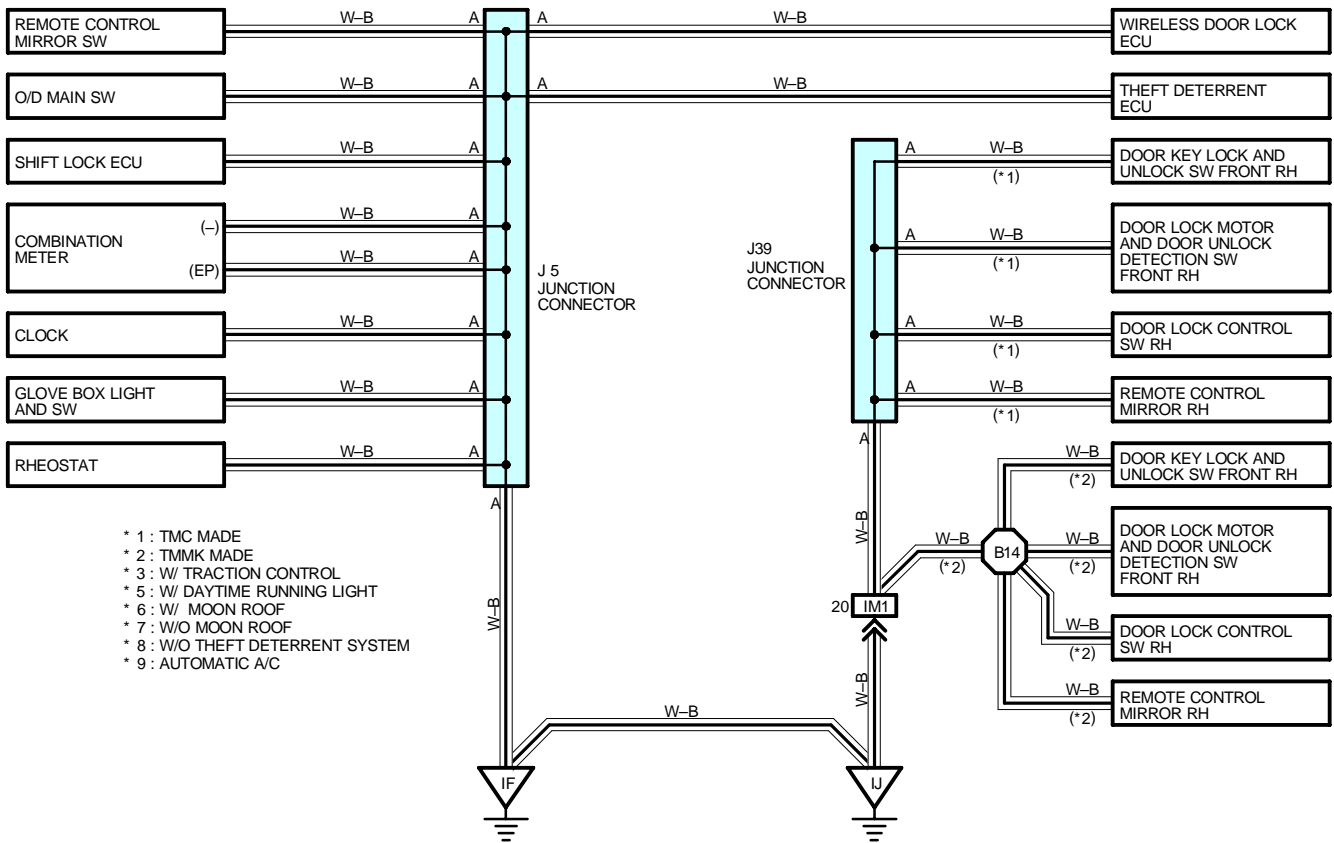 REMOTE CONTROL
MIRROR SW
W–B A
A W–B
WIRELESS DOOR LOCK
ECU
O/D MAIN SW
W–B A
A W–B
THEFT DETERRENT
ECU
SHIFT LOCK ECU
W–B A
COMBINATION
METER
(–)
W–B A
(EP)
W–B A
CLOCK
W–B A
GLOVE BOX LIGHT
AND SW
W–B A
RHEOSTAT
W–B A
J 5
JUNCTION
CONNECTOR
A
W–B
J39
JUNCTION
CONNECTOR
A W–B
(*1)
DOOR KEY LOCK AND
UNLOCK SW FRONT RH
A W–B
(*1)
DOOR LOCK MOTOR
AND DOOR UNLOCK
DETECTION SW
FRONT RH
A W–B
(*1)
DOOR LOCK CONTROL
SW RH
A W–B
(*1)
REMOTE CONTROL
MIRROR RH
A
W–B
W–B
(*2)
B14
W–B
(*2)
DOOR KEY LOCK AND
UNLOCK SW FRONT RH
W–B
(*2)
DOOR LOCK MOTOR
AND DOOR UNLOCK
DETECTION SW
FRONT RH
W–B
(*2)
DOOR LOCK CONTROL
SW RH
W–B
(*2)
REMOTE CONTROL
MIRROR RH
20 IM1
W–B
W–B
IF
IJ
* 1 : TMC MADE
* 2 : TMMK MADE
* 3 : W/ TRACTION CONTROL
* 5 : W/ DAYTIME RUNNING LIGHT
* 6 : W/ MOON ROOF
* 7 : W/O MOON ROOF
* 8 : W/O THEFT DETERRENT SYSTEM
* 9 : AUTOMATIC A/C